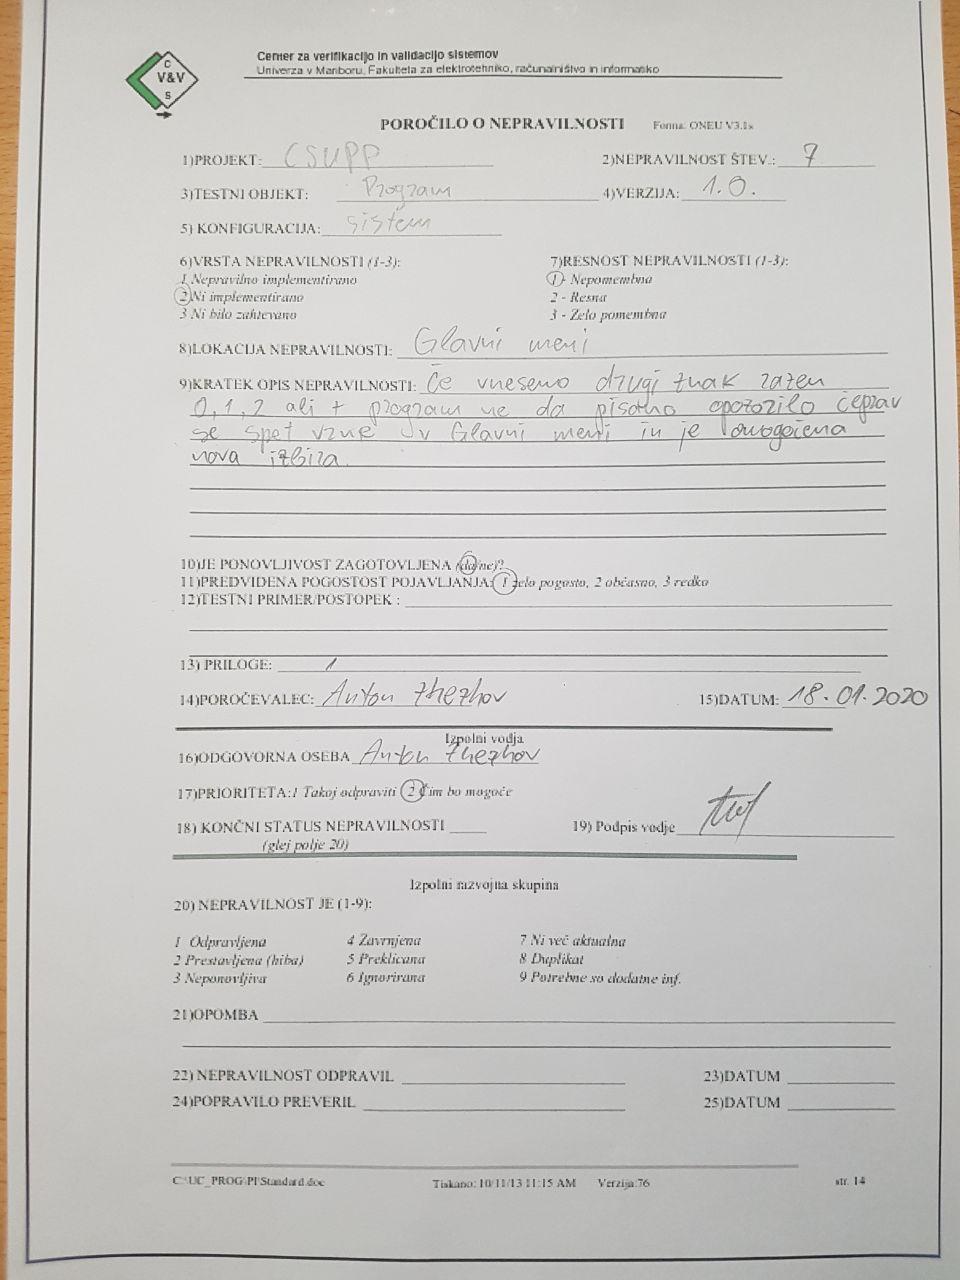 C
V&V
S
Center za verifikacijo in validacijo sistemov
Univerza v Mariboru, Fakulteta za elektrotehniko, računalništvo in informatiko
POROČILO O NEPRAVILNOSTI Forma: ONEU V3.1s
1)PROJEKT: CSUPP 2)NEPRAVILNOST ŠTEV.: 7
3)TESTNI OBJEKT: Program 4)VERZIJA: 1.0.
5) KONFIGURACIJA: sistem
6)VRSTA NEPRAVILNOSTI (1-3): 7)RESNOST NEPRAVILNOSTI (1-3):
1 Nepravilno implementirano 1 - Nepomembna
2 Ni implementirano 2 - Resna
3 Ni bilo zahtevano 3 - Zelo pomembna
8)LOKACIJA NEPRAVILNOSTI: Glavni meni
9)KRATEK OPIS NEPRAVILNOSTI: Če vnesemo drugi znak razen
0,1,2 ali + program ne da pisno opozorilo čeprav
se spet vrne v Glavni meni in je omogočena
nova izbira.
10)JE PONOVLJIVOST ZAGOTOVLJENA (da/ne)?
11)PREDVIDENA POGOSTOST POJAVLJANJA: 1 zelo pogosto, 2 občasno, 3 redko
12)TESTNI PRIMER/POSTOPEK :
13) PRILOGE: 1
14)POROČEVALEC: Anton 15)DATUM: 18.01.2020
Izpolni vodja
16)ODGOVORNA OSEBA Anton
17)PRIORITETA:1 Takoj odpraviti 2 Čim bo mogoče
18) KONČNI STATUS NEPRAVILNOSTI 19) Podpis vodje
(glej polje 20)
Izpolni razvojna skupina
20) NEPRAVILNOST JE (1-9):
1 Odpravljena 4 Zavrnjena 7 Ni več aktualna
2 Prestavljena (hiba) 5 Preklicana 8 Duplikat
3 Neponovljiva 6 Ignorirana 9 Potrebne so dodatne inf.
21)OPOMBA
22) NEPRAVILNOST ODPRAVIL 23)DATUM
24)POPRAVILO PREVERIL 25)DATUM
C:\UC_PROG\PI\Standard.doc Tiskano: 10/11/13 11:15 AM Verzija:76 str. 14